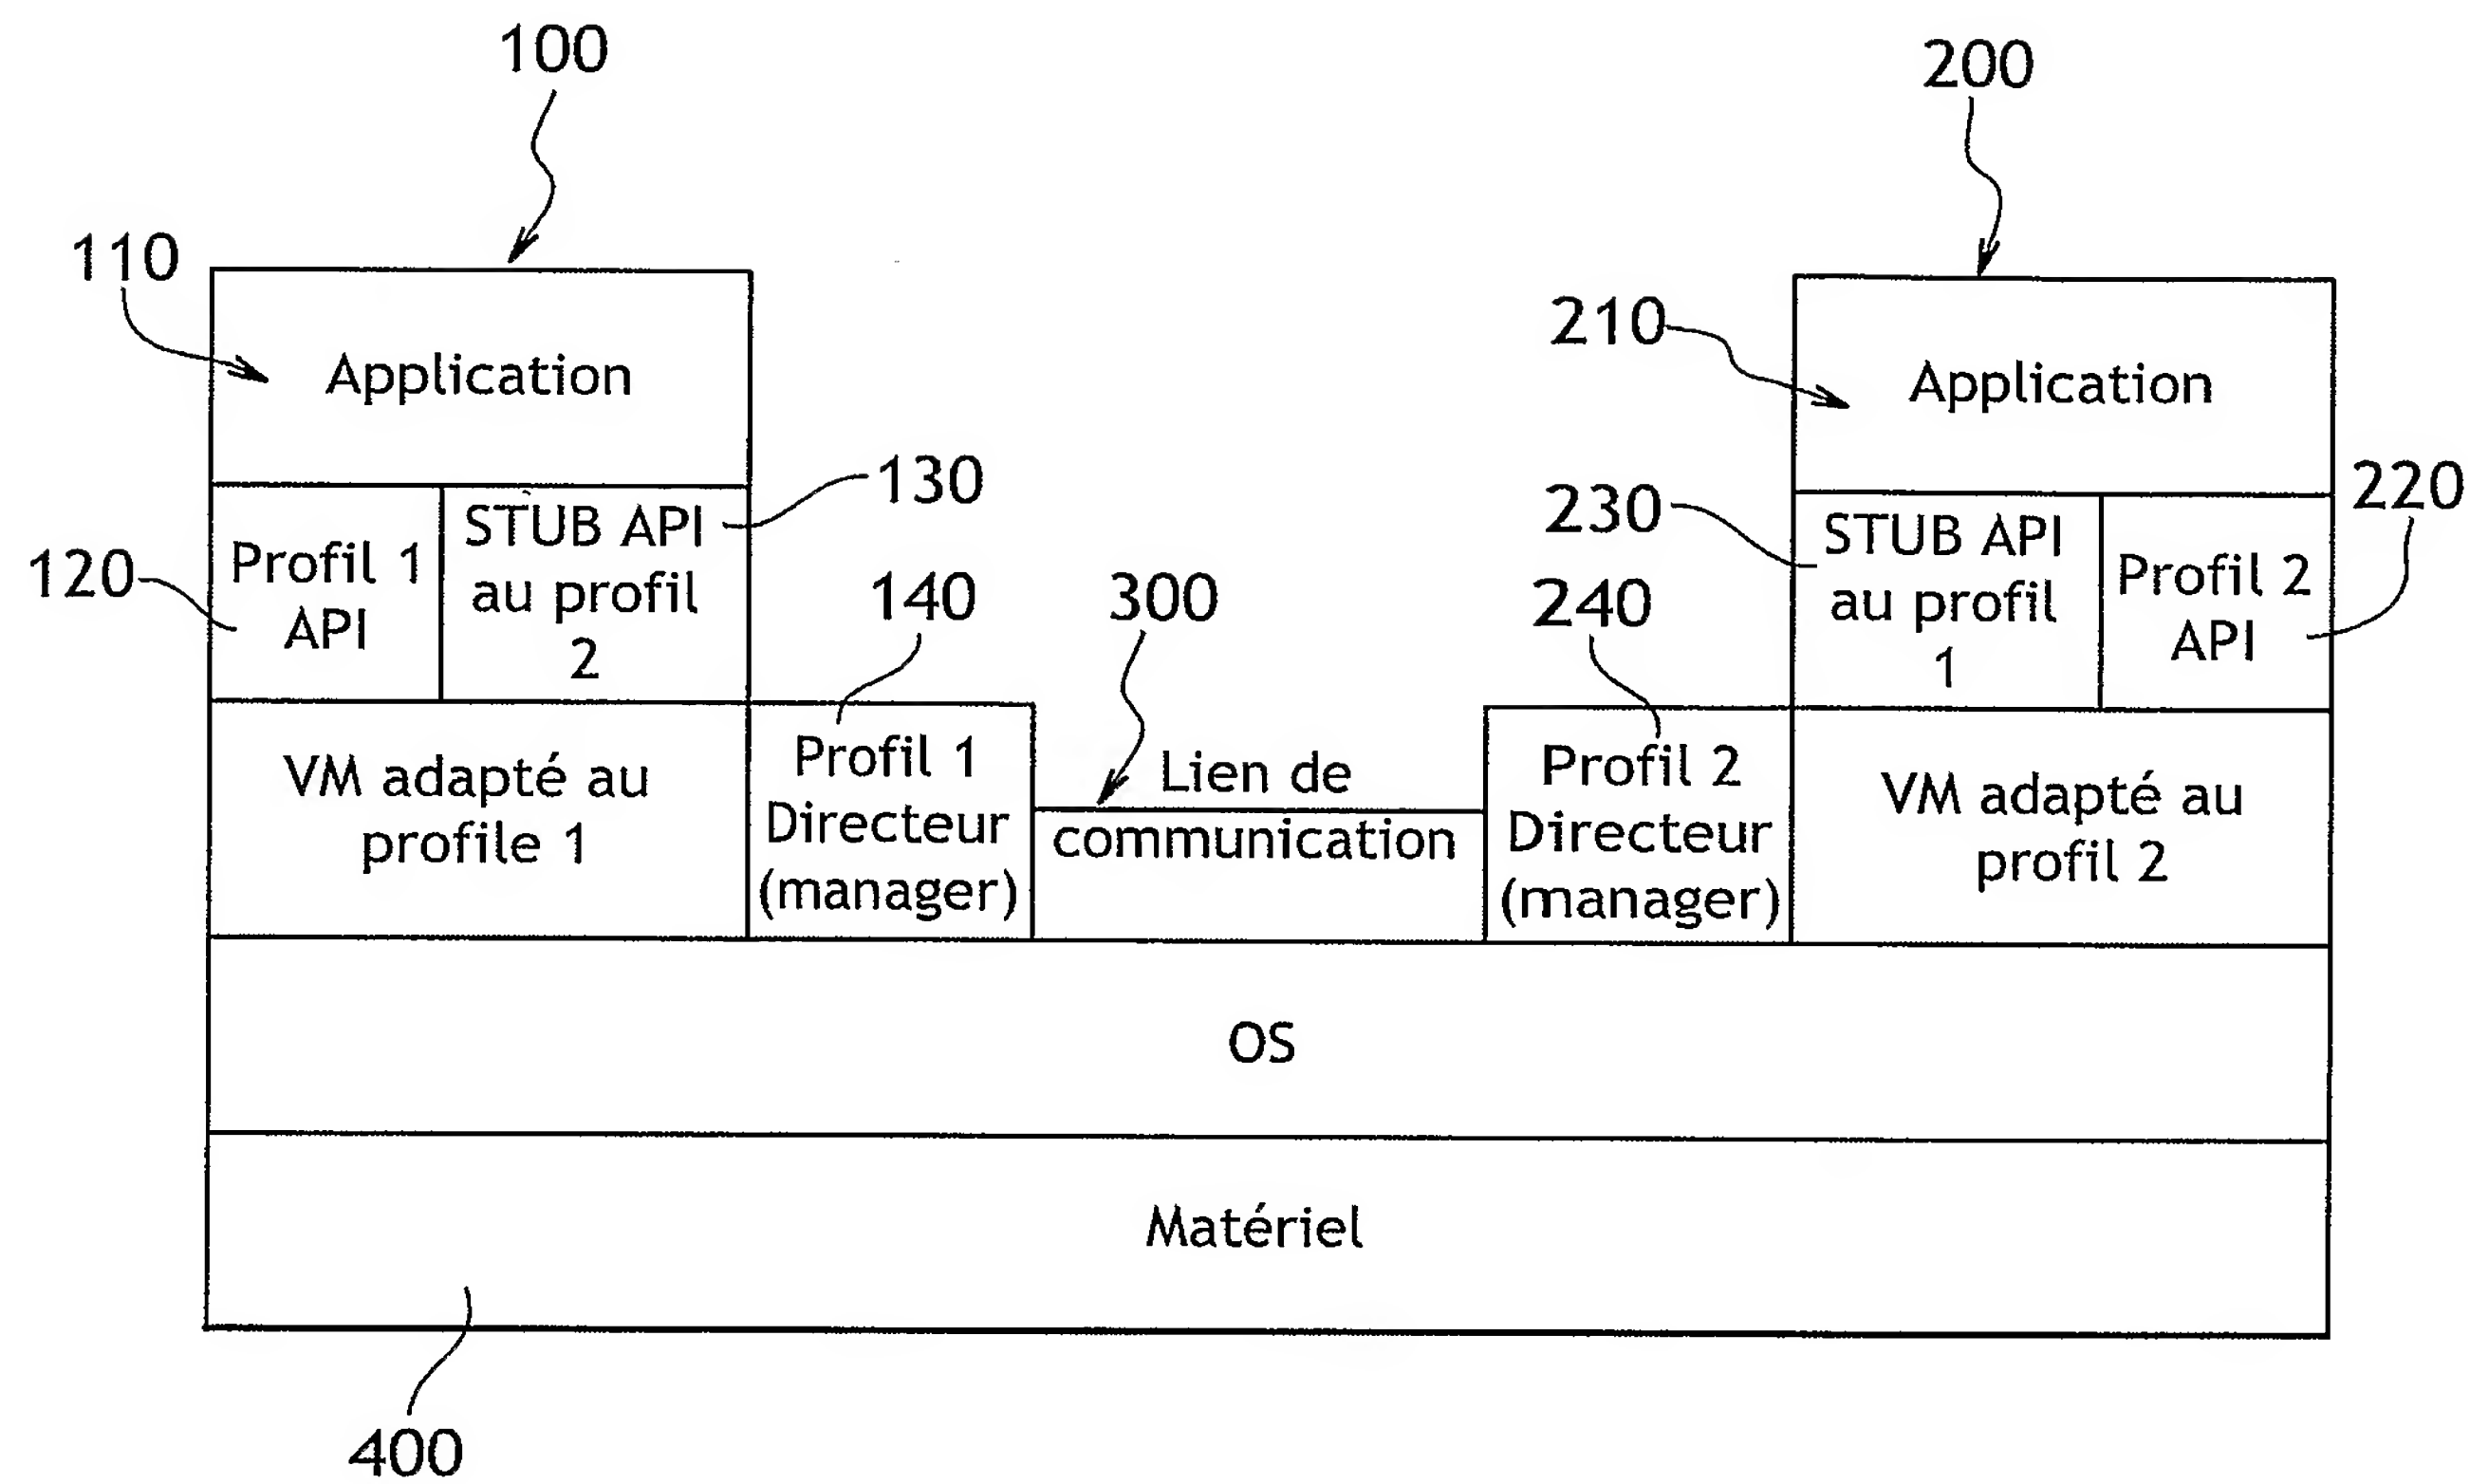 100
200
110
Application
210
Application
120
Profil 1
API
STUB API
au profil
2
130
140
300
230
240
STUB API
au profil
1
Profil 2
API
220
VM adapté au
profile 1
Profil 1
Directeur
(manager)
Lien de
communication
Profil 2
Directeur
(manager)
VM adapté au
profil 2
OS
Matériel
400